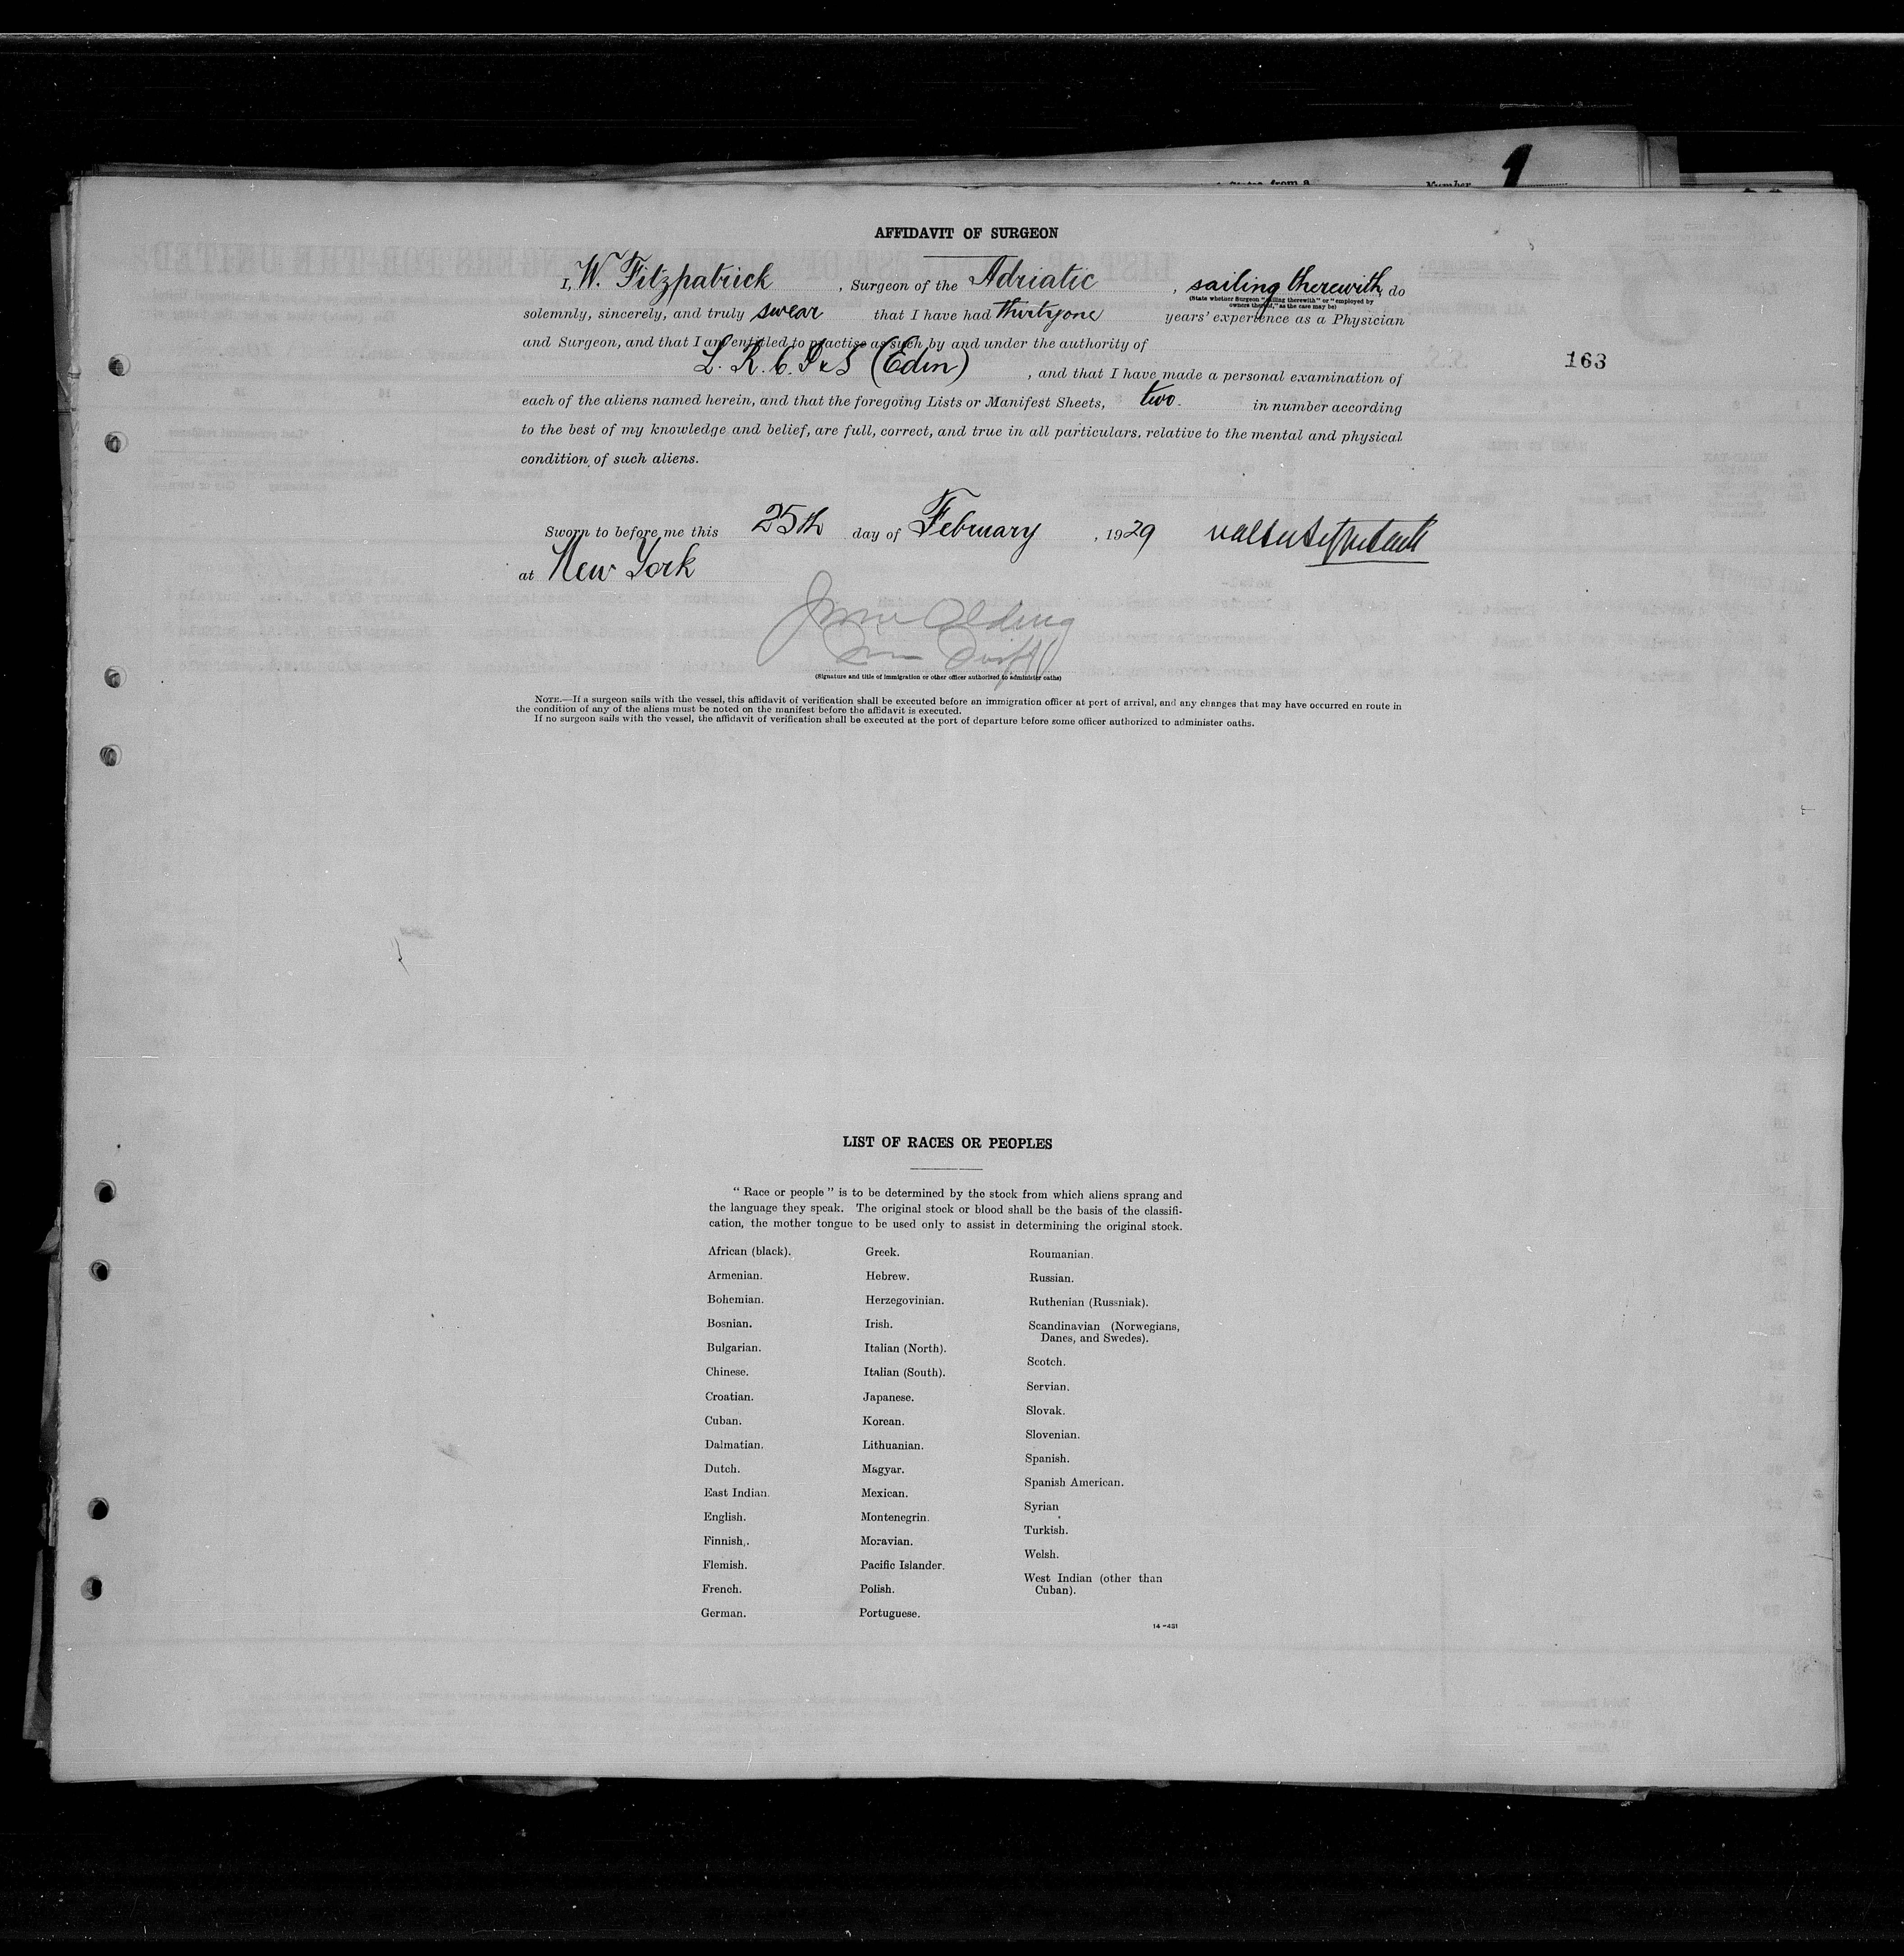 Number 9
from a
AFFIDAVIT OF SURGEON
I, W. Fitzpatrick, Surgeon of the Adriatic, sailing therewith, do
(State whether Surgeon "sailing therewith" or "employed by
owners thereof," as the case may be)
solemnly, sincerely, and truly swear that I have had thirtyone years' experience as a Physician
and Surgeon, and that I am entitled to practise as such by and under the authority of
L. R. C. P & S (Edin), and that I have made a personal examination of
163
each of the aliens named herein, and that the foregoing Lists or Manifest Sheets, two in number according
to the best of my knowledge and belief, are full, correct, and true in all particulars, relative to the mental and physical
condition of such aliens.
Sworn to before me this 25th day of February, 1929
at New York
(Signature and title of immigration or other officer authorized to administer oaths)
NOTE.—If a surgeon sails with the vessel, this affidavit of verification shall be executed before an immigration officer at port of arrival, and any changes that may have occurred en route in
the condition of any of the aliens must be noted on the manifest before the affidavit is executed.
If no surgeon sails with the vessel, the affidavit of verification shall be executed at the port of departure before some officer authorized to administer oaths.
LIST OF RACES OR PEOPLES
"Race or people" is to be determined by the stock from which aliens sprang and
the language they speak. The original stock or blood shall be the basis of the classifi-
cation, the mother tongue to be used only to assist in determining the original stock.
African (black).
Armenian.
Bohemian.
Bosnian.
Bulgarian.
Chinese.
Croatian.
Cuban.
Dalmatian.
Dutch.
East Indian.
English.
Finnish.
Flemish.
French.
German.
Greek.
Hebrew.
Herzegovinian.
Irish.
Italian (North).
Italian (South).
Japanese.
Korean.
Lithuanian.
Magyar.
Mexican.
Montenegrin.
Moravian.
Pacific Islander.
Polish.
Portuguese.
Roumanian.
Russian.
Ruthenian (Russniak).
Scandinavian (Norwegians,
Danes, and Swedes).
Scotch.
Servian.
Slovak.
Slovenian.
Spanish.
Spanish American.
Syrian
Turkish.
Welsh.
West Indian (other than
Cuban).
14-431